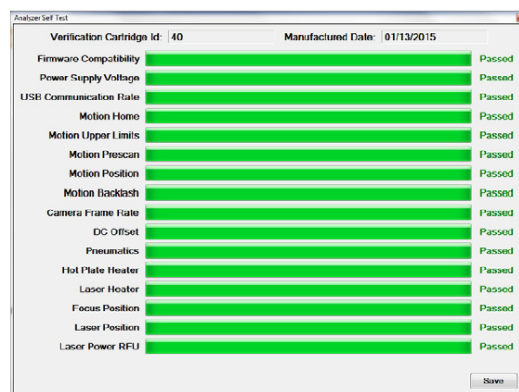 Analyzer Self Test
Verification Cartridge Id: 40 Manufactured Date: 01/13/2015
Firmware Compatibility Passed
Power Supply Voltage Passed
USB Communication Rate Passed
Motion Home Passed
Motion Upper Limits Passed
Motion Prescan Passed
Motion Position Passed
Motion Backlash Passed
Camera Frame Rate Passed
DC Offset Passed
Pneumatics Passed
Hot Plate Heater Passed
Laser Heater Passed
Focus Position Passed
Laser Position Passed
Laser Power RFU Passed
Save